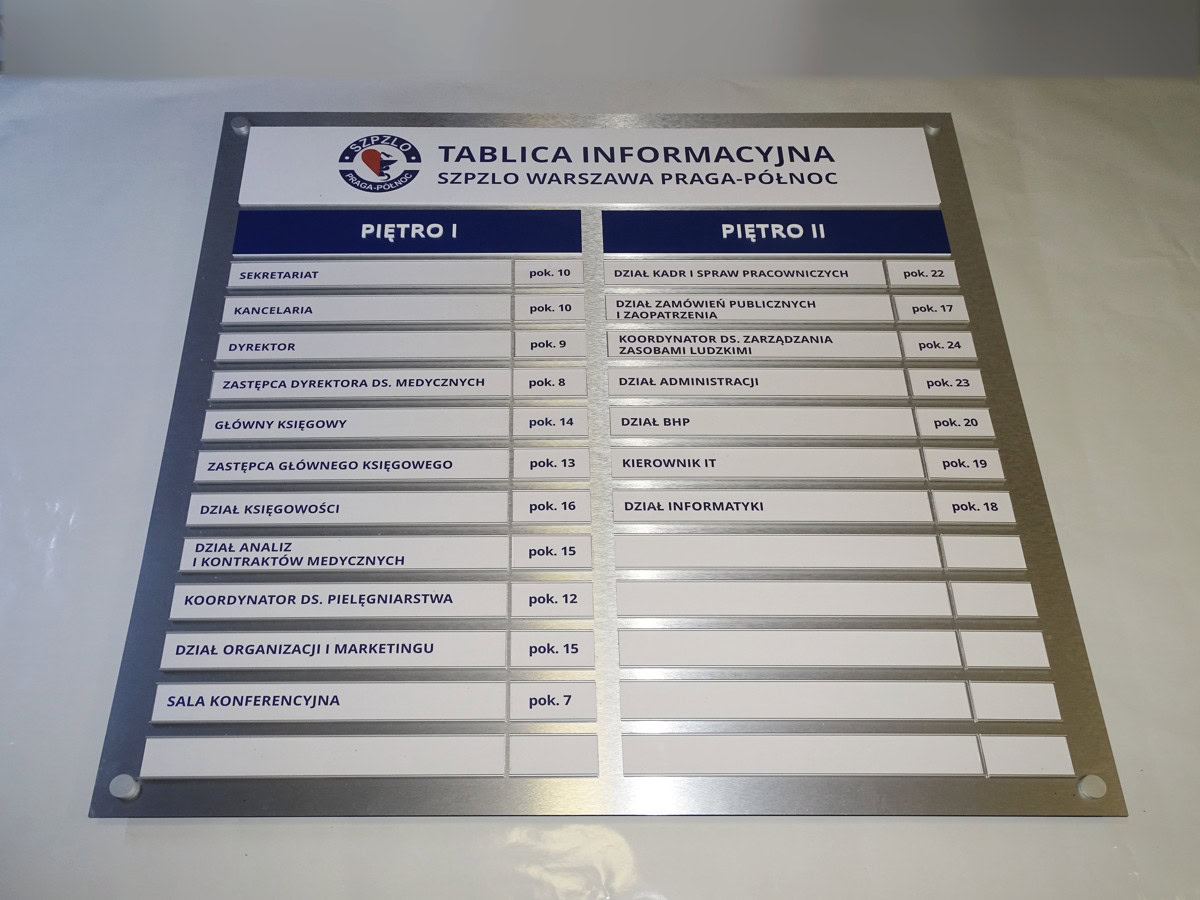 SZPZLO
PRAGA-PÓŁNOC
TABLICA INFORMACYJNA
SZPZLO WARSZAWA PRAGA-PÓŁNOC
PIĘTRO I
SEKRETARIAT pok. 10
KANCELARIA pok. 10
DYREKTOR pok. 9
ZASTĘPCA DYREKTORA DS. MEDYCZNYCH pok. 8
GŁÓWNY KSIĘGOWY pok. 14
ZASTĘPCA GŁÓWNEGO KSIĘGOWEGO pok. 13
DZIAŁ KSIĘGOWOŚCI pok. 16
DZIAŁ ANALIZ
I KONTRAKTÓW MEDYCZNYCH pok. 15
KOORDYNATOR DS. PIELĘGNIARSTWA pok. 12
DZIAŁ ORGANIZACJI I MARKETINGU pok. 15
SALA KONFERENCYJNA pok. 7
PIĘTRO II
DZIAŁ KADR I SPRAW PRACOWNICZYCH pok. 22
DZIAŁ ZAMÓWIEŃ PUBLICZNYCH
I ZAOPATRZENIA pok. 17
KOORDYNATOR DS. ZARZĄDZANIA
ZASOBAMI LUDZKIMI pok. 24
DZIAŁ ADMINISTRACJI pok. 23
DZIAŁ BHP pok. 20
KIEROWNIK IT pok. 19
DZIAŁ INFORMATYKI pok. 18